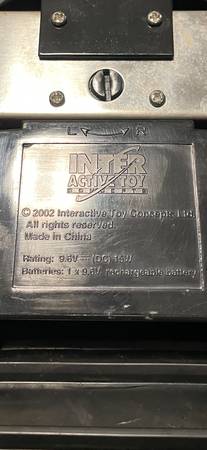 L R
INTER
ACTIVE TOY
CONCEPTS
© 2002 Interactive Toy Concepts Ltd.
All rights reserved.
Made in China
Rating: 9.6V ⎓ (DC) 15W
Batteries: 1 x 9.6V rechargeable battery